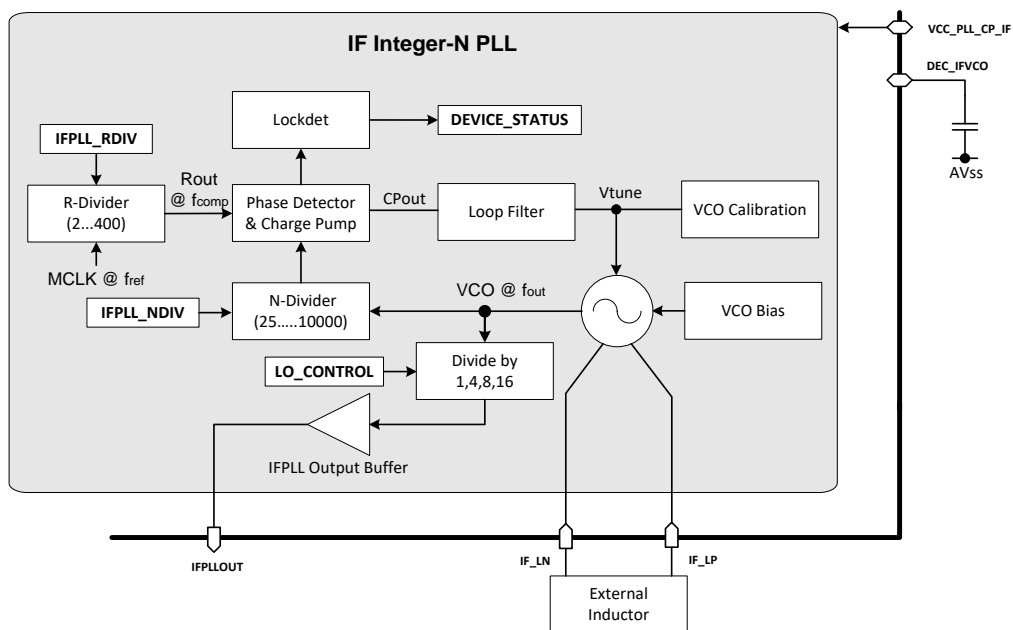 IF Integer-N PLL
VCC_PLL_CP_IF
DEC_IFVCO
AVss
Lockdet
DEVICE_STATUS
IFPLL_RDIV
R-Divider
(2...400)
Rout
@ fcomp
MCLK @ fref
Phase Detector
& Charge Pump
CPout
Loop Filter
Vtune
VCO Calibration
IFPLL_NDIV
N-Divider
(25.....10000)
VCO @ fout
VCO Bias
LO_CONTROL
Divide by
1,4,8,16
IFPLL Output Buffer
IFPLLOUT
IF_LN
IF_LP
External
Inductor